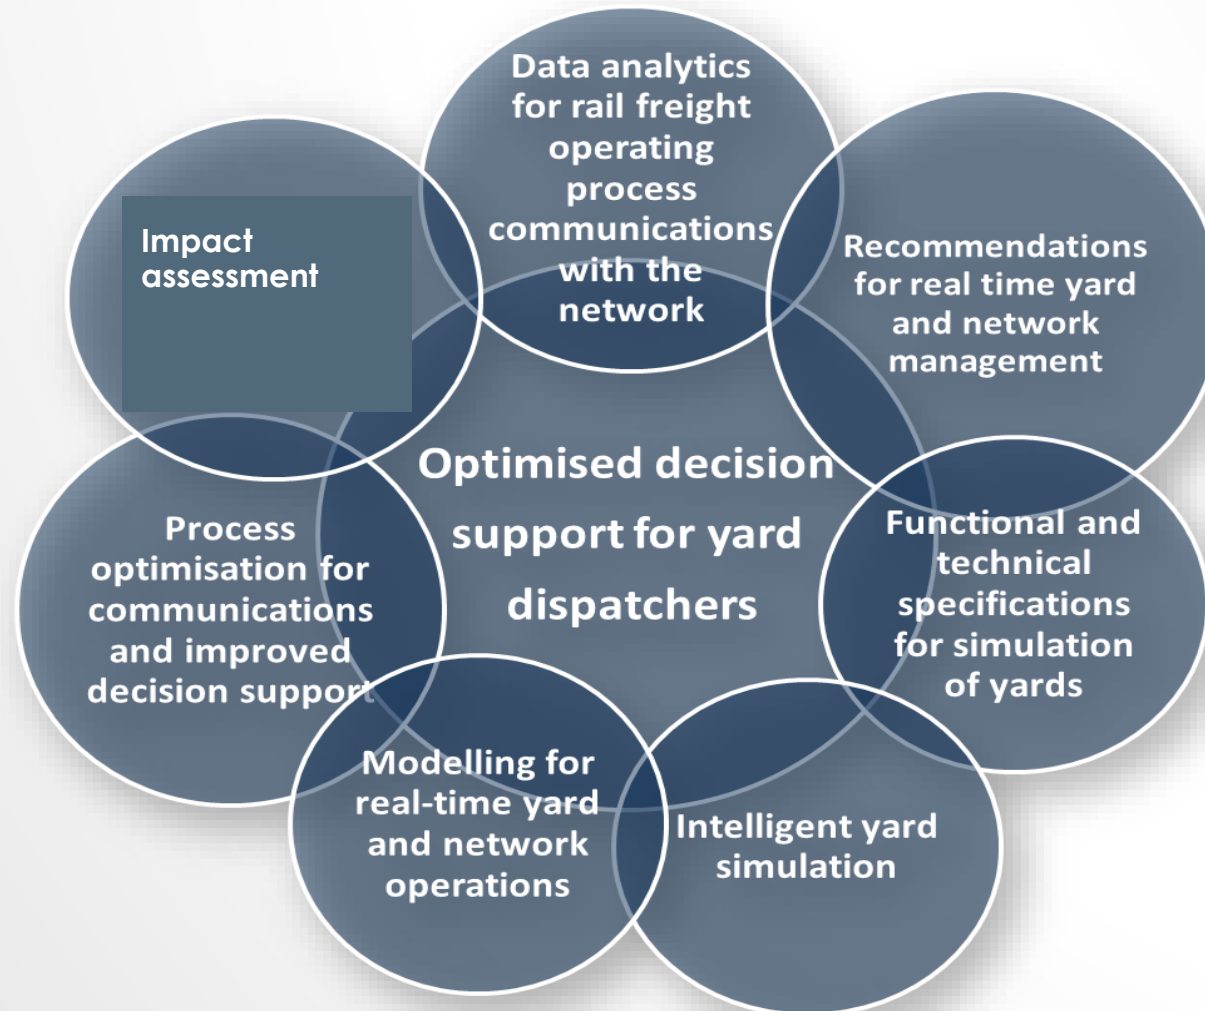 Data analytics
for rail freight
operating
process
communications
with the
network
Recommendations
for real time yard
and network
management
Functional and
technical
specifications
for simulation
of yards
Intelligent yard
simulation
Modelling for
real-time yard
and network
operations
Process
optimisation for
communications
and improved
decision support
Impact
assessment
Optimised decision
support for yard
dispatchers